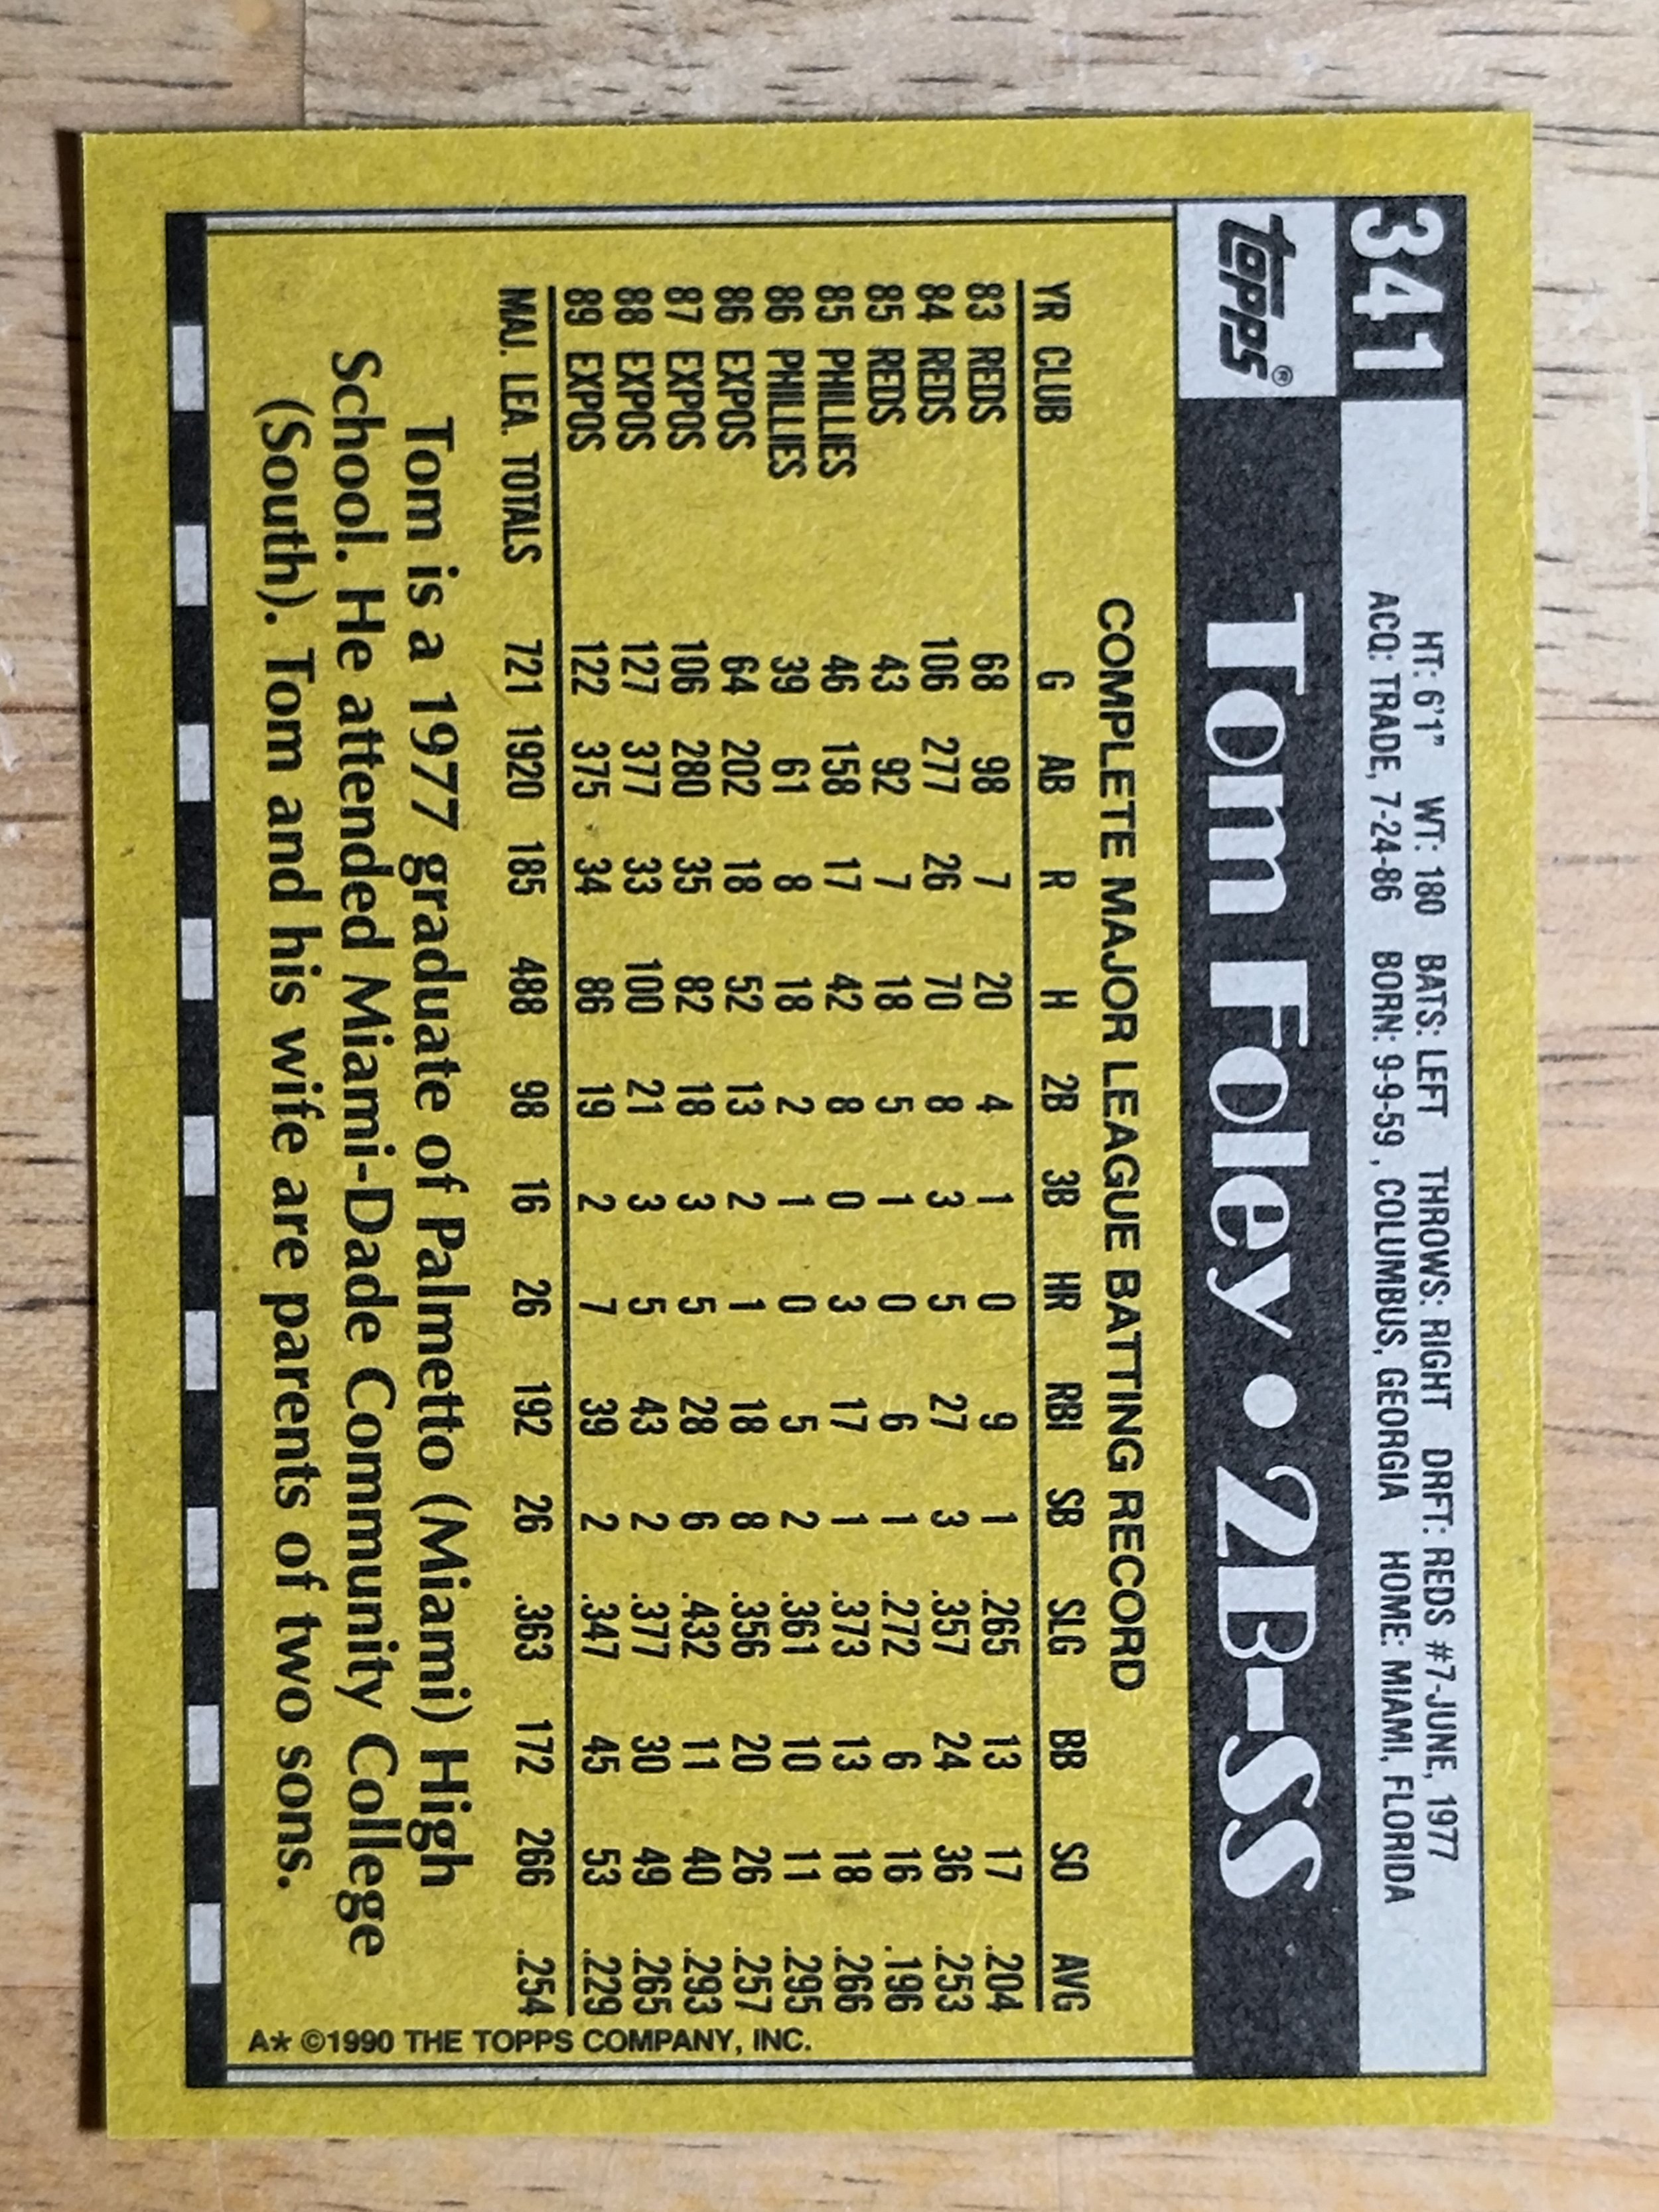 341
HT: 6'1" WT: 180 BATS: LEFT THROWS: RIGHT DRFT: REDS #7-JUNE, 1977
ACQ: TRADE, 7-24-86 BORN: 9-9-59, COLUMBUS, GEORGIA HOME: MIAMI, FLORIDA
topps®
Tom Foley • 2B-SS
COMPLETE MAJOR LEAGUE BATTING RECORD
YR CLUB G AB R H 2B 3B HR RBI SB SLG BB SO AVG
83 REDS 68 98 7 20 4 1 0 9 1 .265 13 17 .204
84 REDS 106 277 26 70 8 3 5 27 3 .357 24 36 .253
85 REDS 43 92 7 18 5 1 0 6 1 .272 6 16 .196
85 PHILLIES 46 158 17 42 8 0 3 17 1 .373 13 18 .266
86 PHILLIES 39 61 8 18 2 1 0 5 2 .361 10 11 .295
86 EXPOS 64 202 18 52 13 2 1 18 8 .356 20 26 .257
87 EXPOS 106 280 35 82 18 3 5 28 6 .432 11 40 .293
88 EXPOS 127 377 33 100 21 3 5 43 2 .377 30 49 .265
89 EXPOS 122 375 34 86 19 2 7 39 2 .347 45 53 .229
MAJ. LEA. TOTALS 721 1920 185 488 98 16 26 192 26 .363 172 266 .254
Tom is a 1977 graduate of Palmetto (Miami) High
School. He attended Miami-Dade Community College
(South). Tom and his wife are parents of two sons.
A* ©1990 THE TOPPS COMPANY, INC.